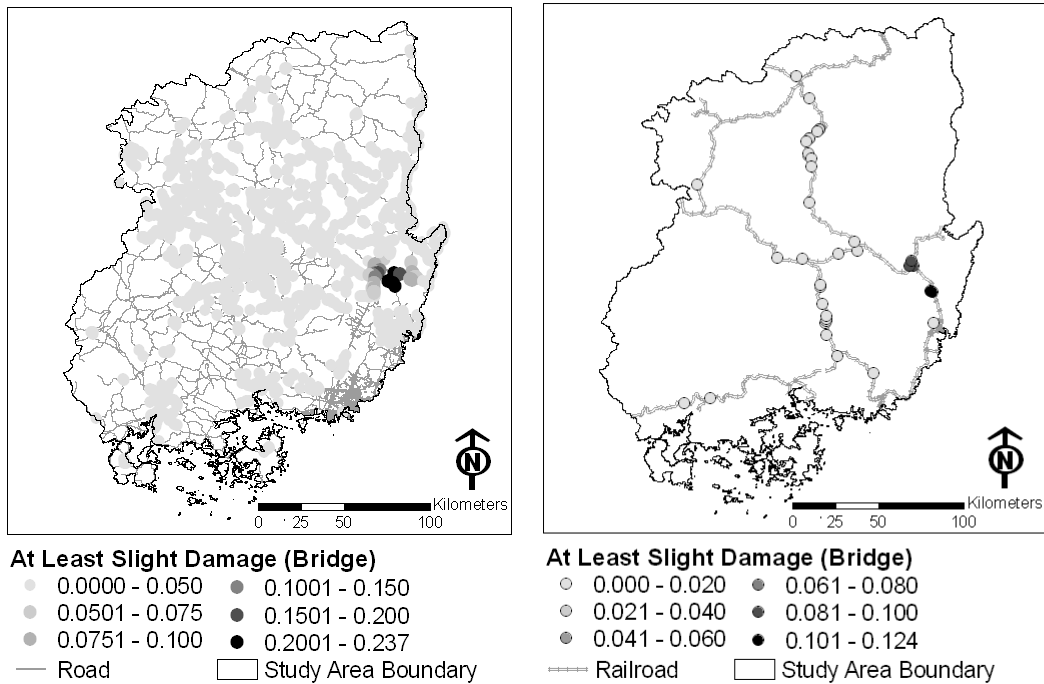 N
Kilometers
0 25 50 100
At Least Slight Damage (Bridge)
0.0000 - 0.050
0.0501 - 0.075
0.0751 - 0.100
0.1001 - 0.150
0.1501 - 0.200
0.2001 - 0.237
Road
Study Area Boundary
N
Kilometers
0 25 50 100
At Least Slight Damage (Bridge)
0.000 - 0.020
0.021 - 0.040
0.041 - 0.060
0.061 - 0.080
0.081 - 0.100
0.101 - 0.124
Railroad
Study Area Boundary